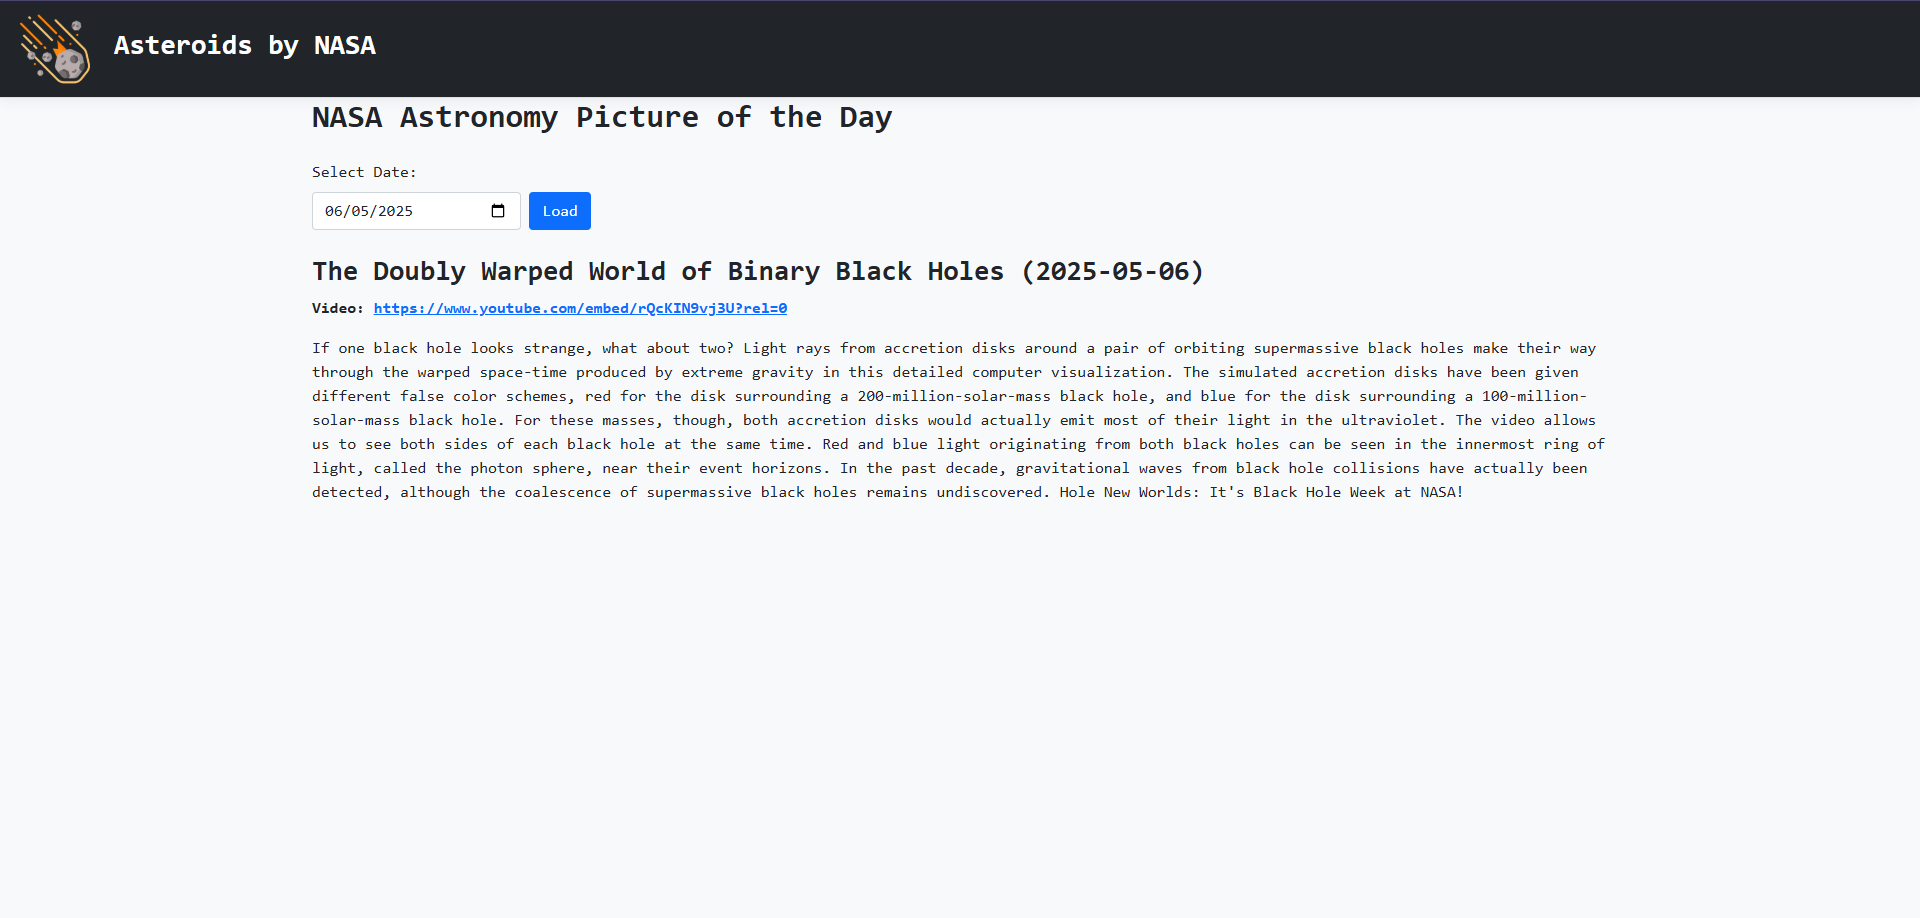 Asteroids by NASA
NASA Astronomy Picture of the Day
Select Date:
06/05/2025
Load
The Doubly Warped World of Binary Black Holes (2025-05-06)
Video: https://www.youtube.com/embed/rQcKIN9vj3U?rel=0
If one black hole looks strange, what about two? Light rays from accretion disks around a pair of orbiting supermassive black holes make their way
through the warped space-time produced by extreme gravity in this detailed computer visualization. The simulated accretion disks have been given
different false color schemes, red for the disk surrounding a 200-million-solar-mass black hole, and blue for the disk surrounding a 100-million-
solar-mass black hole. For these masses, though, both accretion disks would actually emit most of their light in the ultraviolet. The video allows
us to see both sides of each black hole at the same time. Red and blue light originating from both black holes can be seen in the innermost ring of
light, called the photon sphere, near their event horizons. In the past decade, gravitational waves from black hole collisions have actually been
detected, although the coalescence of supermassive black holes remains undiscovered. Hole New Worlds: It's Black Hole Week at NASA!